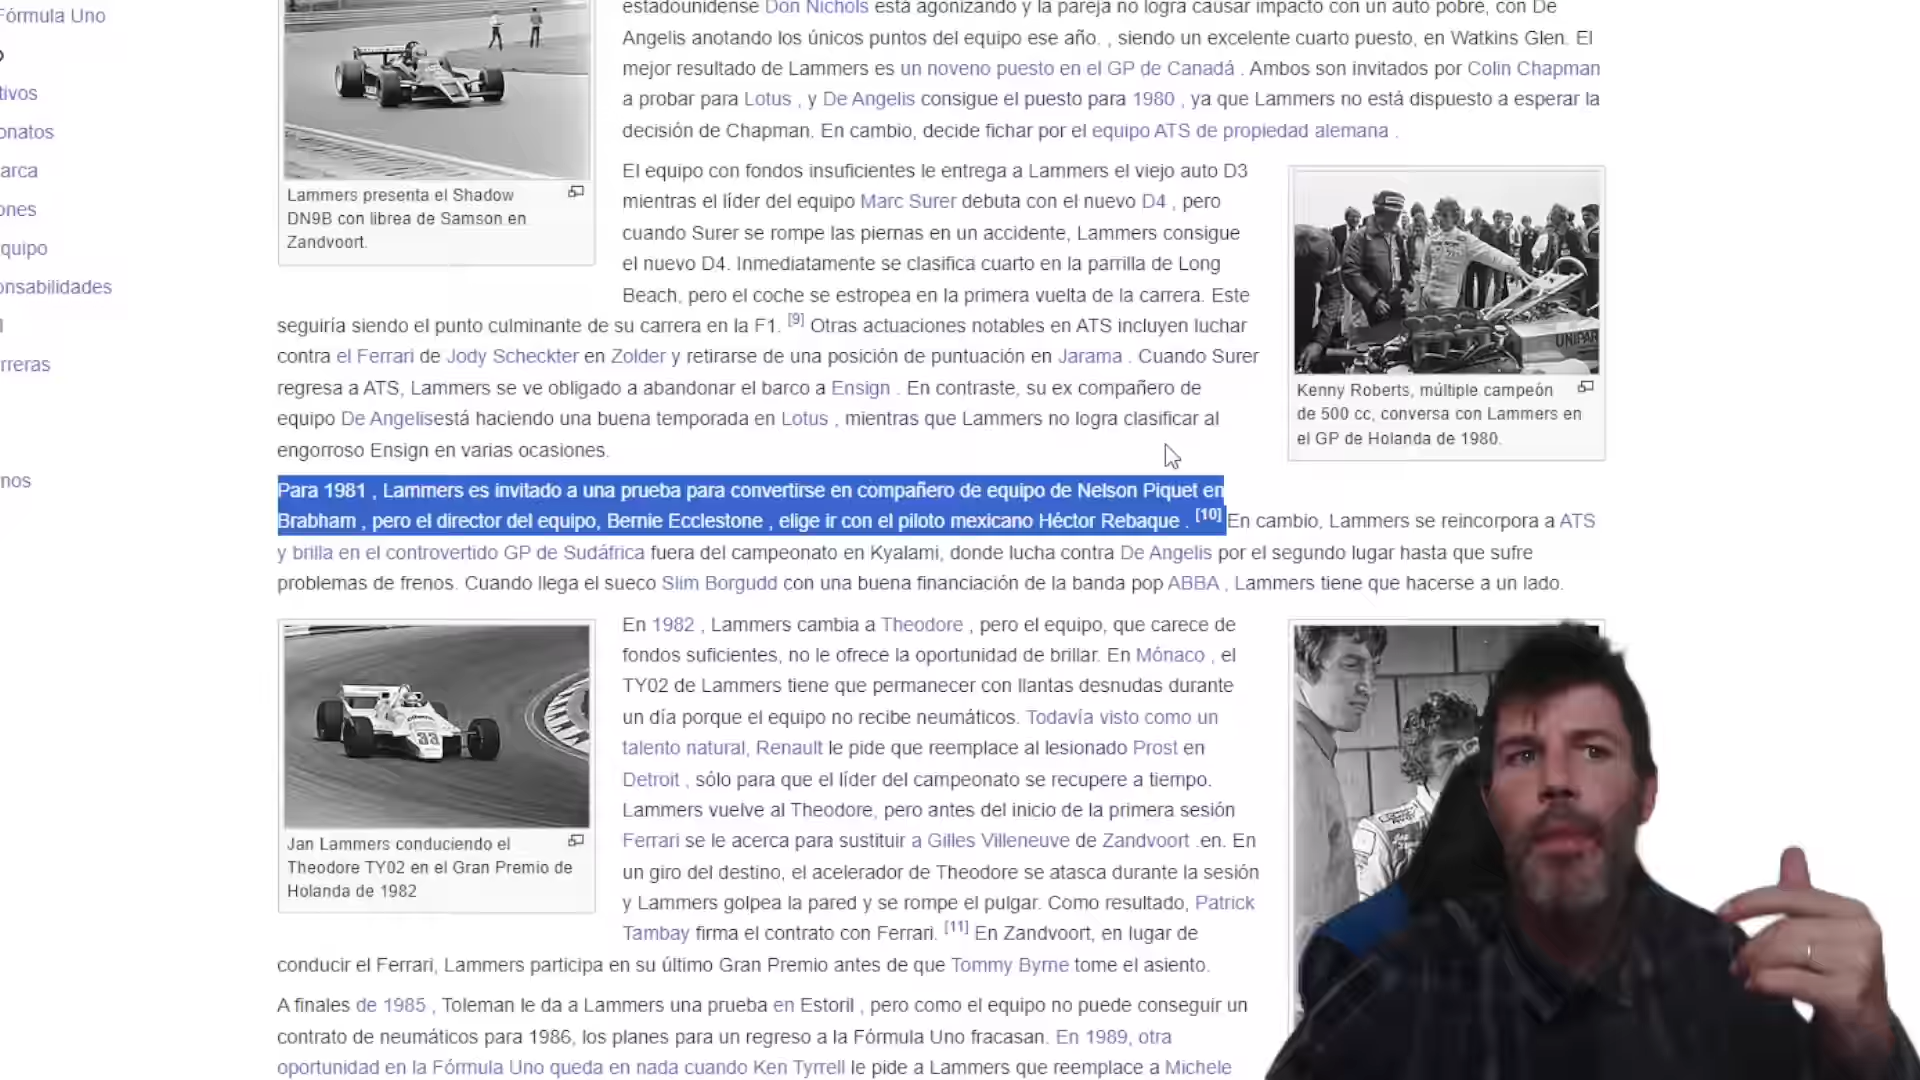 Fórmula Uno
o
tivos
onatos
arca
ones
quipo
onsabilidades
l
rreras
nos
estadounidense Don Nichols está agonizando y la pareja no logra causar impacto con un auto pobre, con De
Angelis anotando los únicos puntos del equipo ese año. , siendo un excelente cuarto puesto, en Watkins Glen. El
mejor resultado de Lammers es un noveno puesto en el GP de Canadá . Ambos son invitados por Colin Chapman
a probar para Lotus , y De Angelis consigue el puesto para 1980 , ya que Lammers no está dispuesto a esperar la
decisión de Chapman. En cambio, decide fichar por el equipo ATS de propiedad alemana .
Lammers presenta el Shadow
DN9B con librea de Samson en
Zandvoort.
El equipo con fondos insuficientes le entrega a Lammers el viejo auto D3
mientras el líder del equipo Marc Surer debuta con el nuevo D4 , pero
cuando Surer se rompe las piernas en un accidente, Lammers consigue
el nuevo D4. Inmediatamente se clasifica cuarto en la parrilla de Long
Beach, pero el coche se estropea en la primera vuelta de la carrera. Este
seguiría siendo el punto culminante de su carrera en la F1. [9] Otras actuaciones notables en ATS incluyen luchar
contra el Ferrari de Jody Scheckter en Zolder y retirarse de una posición de puntuación en Jarama . Cuando Surer
regresa a ATS, Lammers se ve obligado a abandonar el barco a Ensign . En contraste, su ex compañero de
equipo De Angelisestá haciendo una buena temporada en Lotus , mientras que Lammers no logra clasificar al
engorroso Ensign en varias ocasiones.
UNIPAR
Kenny Roberts, múltiple campeón
de 500 cc, conversa con Lammers en
el GP de Holanda de 1980.
Para 1981 , Lammers es invitado a una prueba para convertirse en compañero de equipo de Nelson Piquet en
Brabham , pero el director del equipo, Bernie Ecclestone , elige ir con el piloto mexicano Héctor Rebaque . [10] En cambio, Lammers se reincorpora a ATS
y brilla en el controvertido GP de Sudáfrica fuera del campeonato en Kyalami, donde lucha contra De Angelis por el segundo lugar hasta que sufre
problemas de frenos. Cuando llega el sueco Slim Borgudd con una buena financiación de la banda pop ABBA , Lammers tiene que hacerse a un lado.
33
Jan Lammers conduciendo el
Theodore TY02 en el Gran Premio de
Holanda de 1982
En 1982 , Lammers cambia a Theodore , pero el equipo, que carece de
fondos suficientes, no le ofrece la oportunidad de brillar. En Mónaco , el
TY02 de Lammers tiene que permanecer con llantas desnudas durante
un día porque el equipo no recibe neumáticos. Todavía visto como un
talento natural, Renault le pide que reemplace al lesionado Prost en
Detroit , sólo para que el líder del campeonato se recupere a tiempo.
Lammers vuelve al Theodore, pero antes del inicio de la primera sesión
Ferrari se le acerca para sustituir a Gilles Villeneuve de Zandvoort .en. En
un giro del destino, el acelerador de Theodore se atasca durante la sesión
y Lammers golpea la pared y se rompe el pulgar. Como resultado, Patrick
Tambay firma el contrato con Ferrari. [11] En Zandvoort, en lugar de
conducir el Ferrari, Lammers participa en su último Gran Premio antes de que Tommy Byrne tome el asiento.
A finales de 1985 , Toleman le da a Lammers una prueba en Estoril , pero como el equipo no puede conseguir un
contrato de neumáticos para 1986, los planes para un regreso a la Fórmula Uno fracasan. En 1989, otra
oportunidad en la Fórmula Uno queda en nada cuando Ken Tyrrell le pide a Lammers que reemplace a Michele